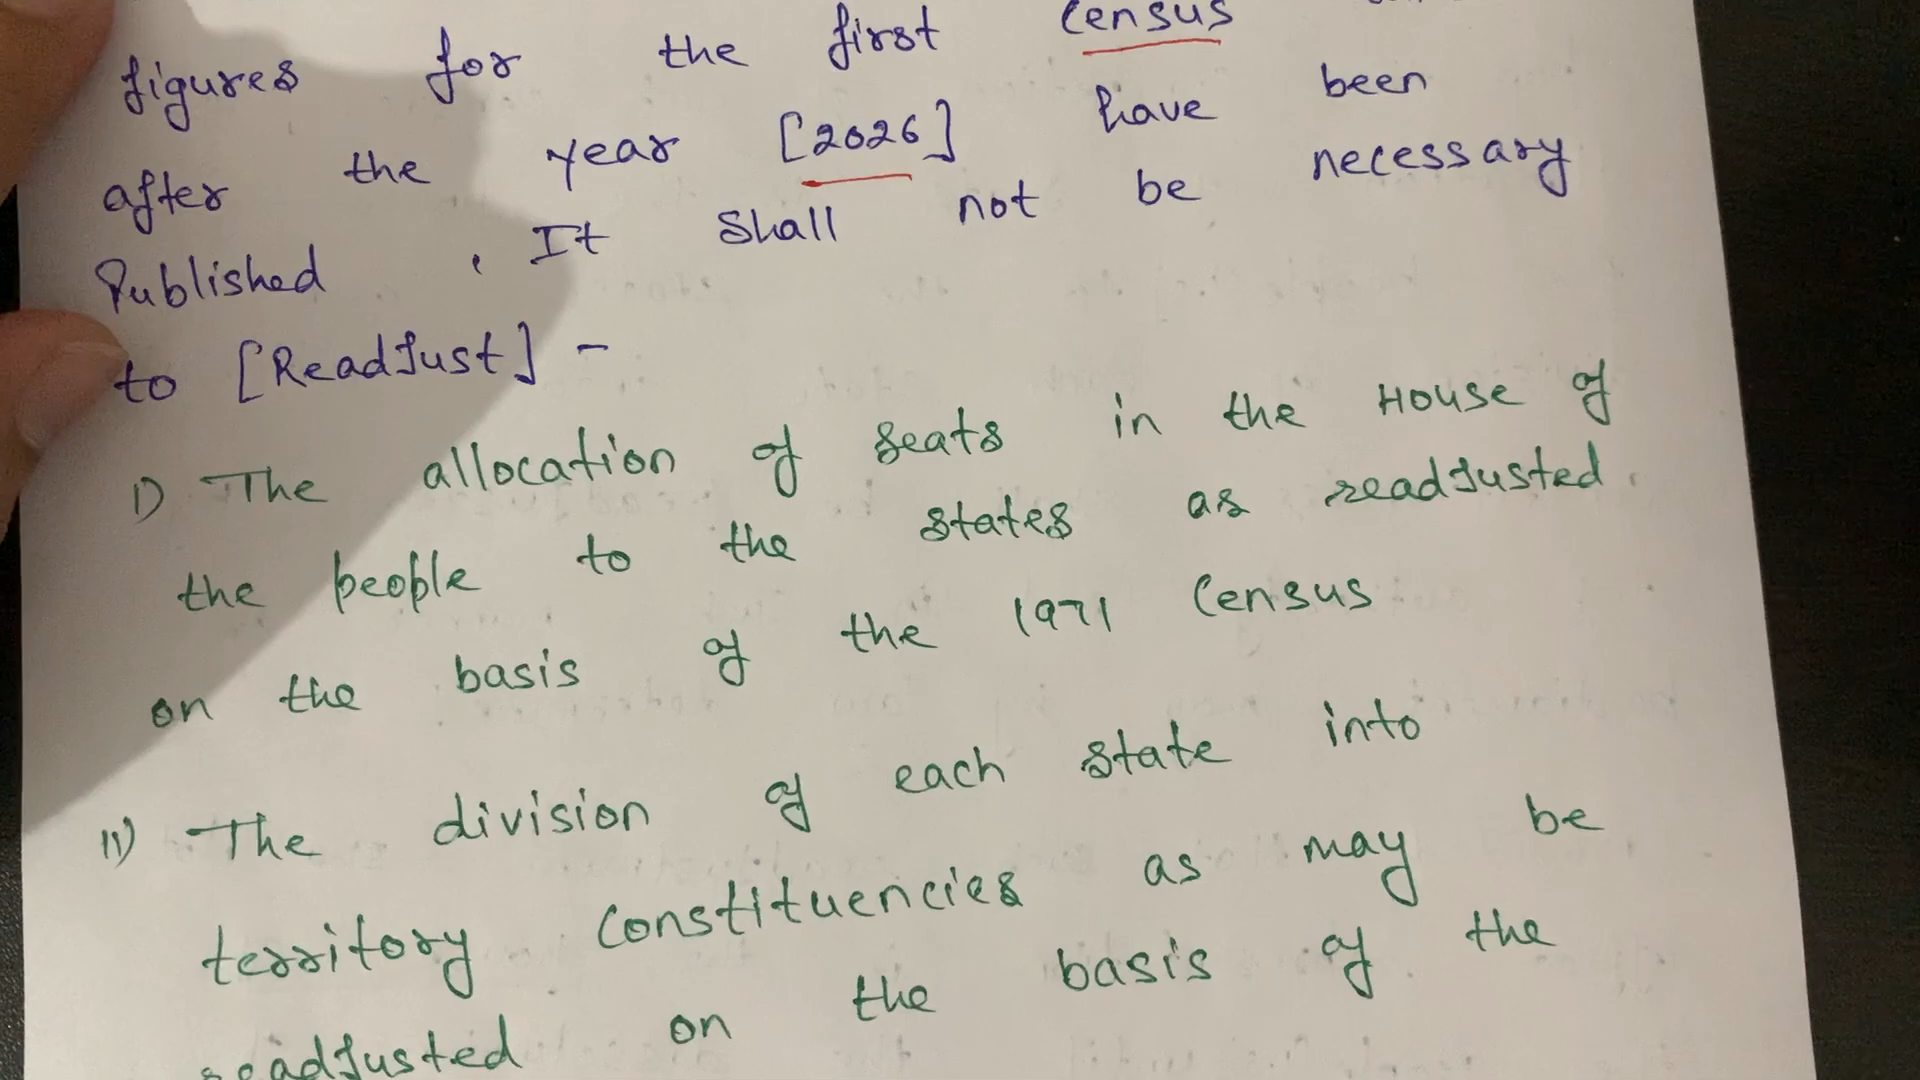 figures for the first Census
after the year [2026] have been
Published , It shall not be necessary
to [ReadJust] -
I) The allocation of seats in the House of
the people to the states as readJusted
on the basis of the 1971 Census
II) The division of each state into
territory constituencies as may be
readJusted on the basis of the